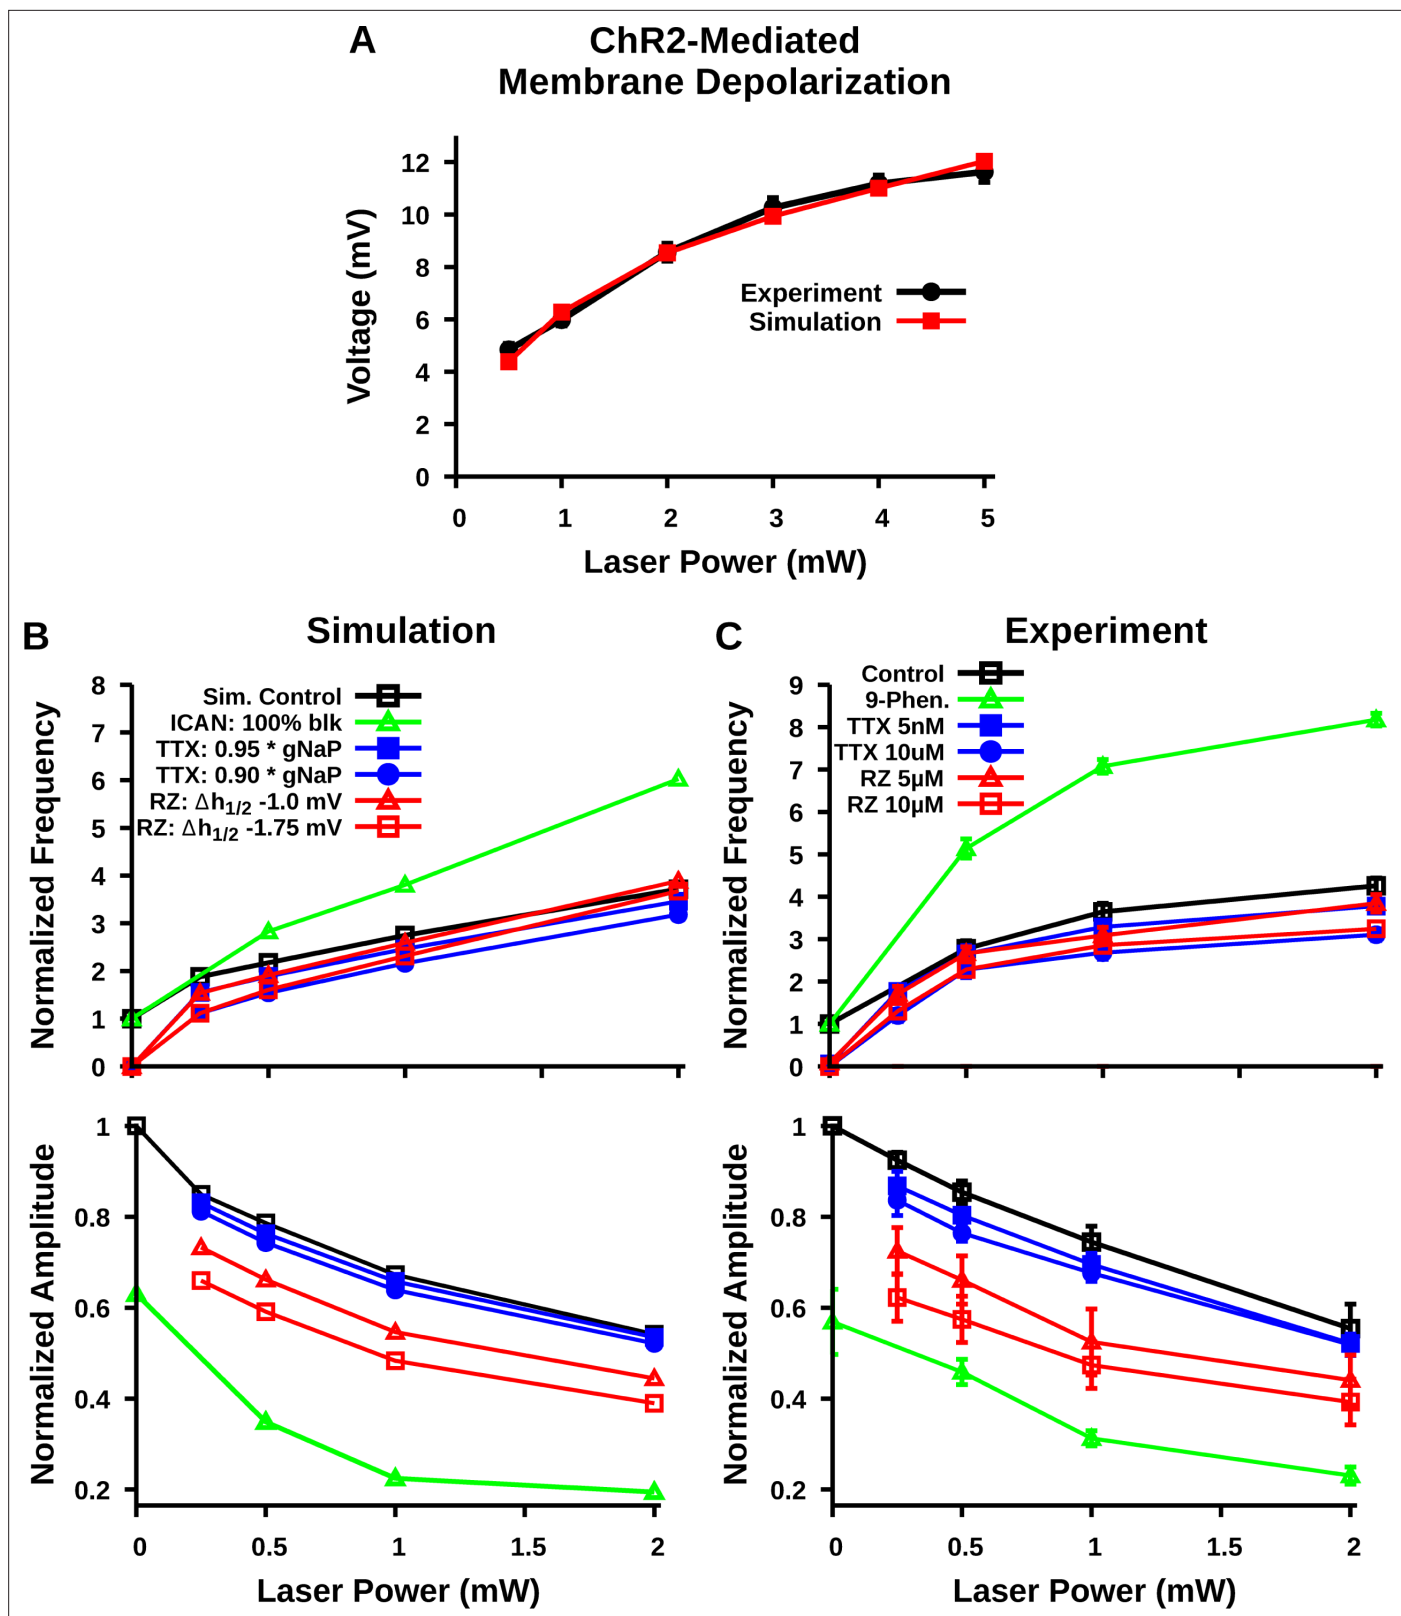 A
ChR2-Mediated
Membrane Depolarization
12
10
8
6
4
2
0
Voltage (mV)
Experiment
Simulation
0 1 2 3 4 5
Laser Power (mW)
B
Simulation
8
7
6
5
4
3
2
1
0
Normalized Frequency
Sim. Control
ICAN: 100% blk
TTX: 0.95 * gNaP
TTX: 0.90 * gNaP
RZ: Δh1/2 -1.0 mV
RZ: Δh1/2 -1.75 mV
1
0.8
0.6
0.4
0.2
Normalized Amplitude
0 0.5 1 1.5 2
Laser Power (mW)
C
Experiment
9
8
7
6
5
4
3
2
1
0
Normalized Frequency
Control
9-Phen.
TTX 5nM
TTX 10uM
RZ 5µM
RZ 10µM
1
0.8
0.6
0.4
0.2
Normalized Amplitude
0 0.5 1 1.5 2
Laser Power (mW)